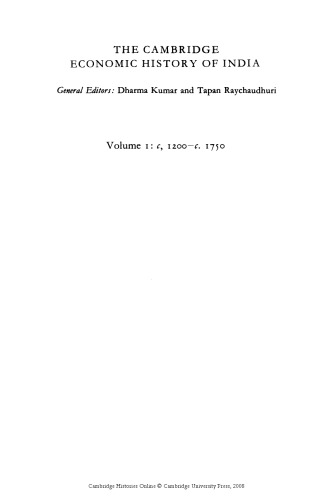 THE CAMBRIDGE
ECONOMIC HISTORY OF INDIA
General Editors: Dharma Kumar and Tapan Raychaudhuri
Volume 1: c, 1200–c. 1750
Cambridge Histories Online © Cambridge University Press, 2008